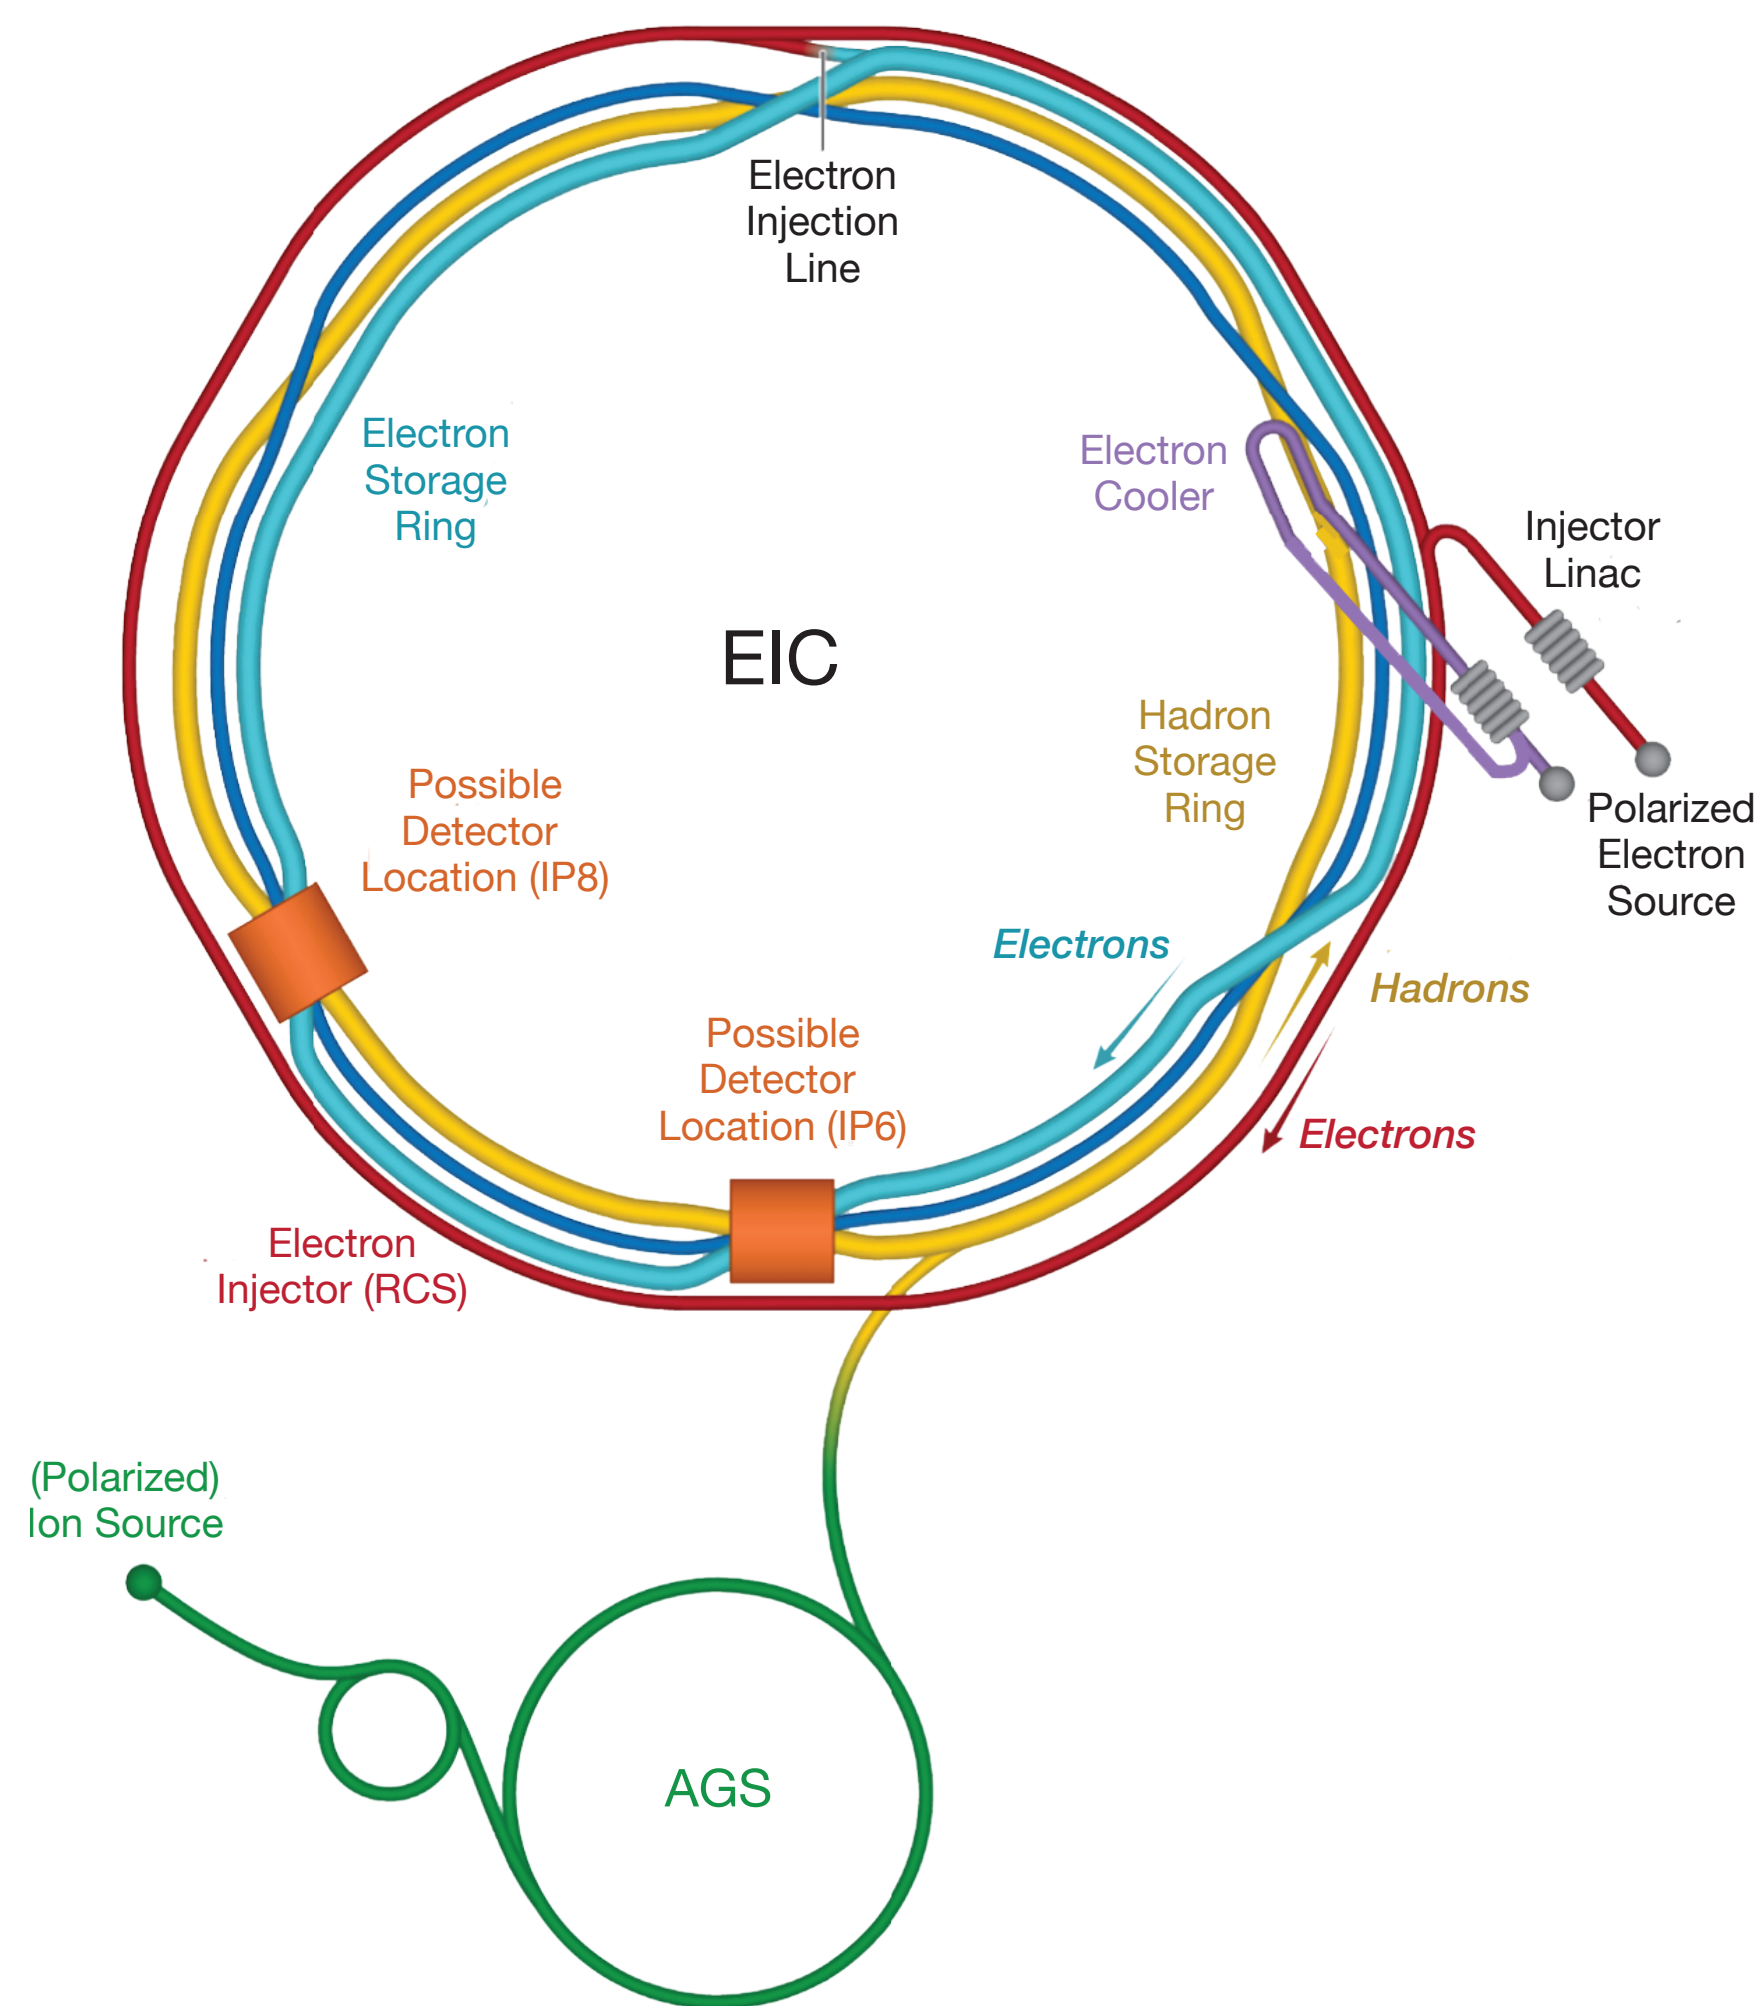 Electron
Injection
Line
Electron
Storage
Ring
Electron
Cooler
Injector
Linac
EIC
Hadron
Storage
Ring
Possible
Detector
Location (IP8)
Polarized
Electron
Source
Electrons
Hadrons
Possible
Detector
Location (IP6)
Electrons
Electron
Injector (RCS)
(Polarized)
Ion Source
AGS